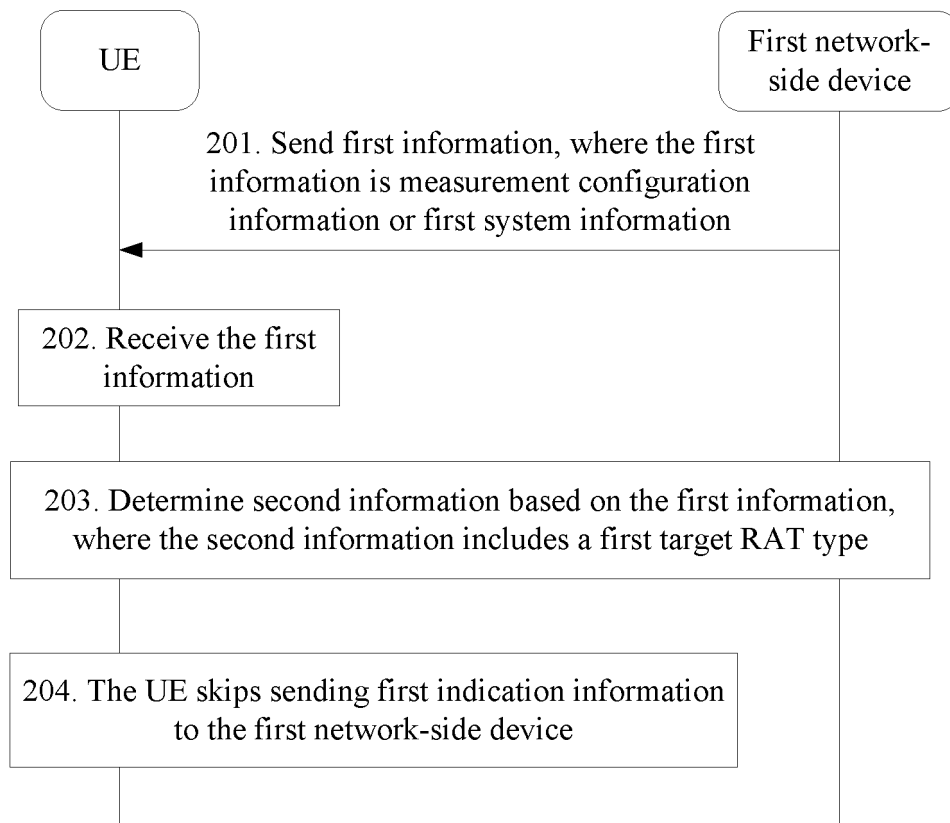 UE
First network-
side device
201. Send first information, where the first
information is measurement configuration
information or first system information
202. Receive the first
information
203. Determine second information based on the first information,
where the second information includes a first target RAT type
204. The UE skips sending first indication information
to the first network-side device